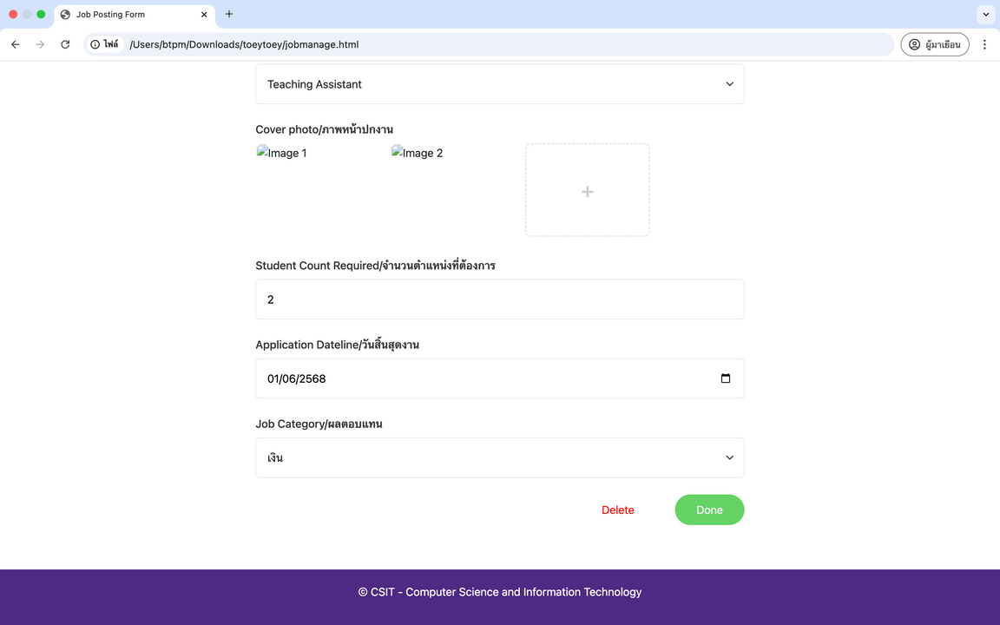 Job Posting Form
ไฟล์
/Users/btpm/Downloads/toeytoey/jobmanage.html
ผู้มาเยือน
Teaching Assistant
Cover photo/ภาพหน้าปกงาน
Image 1
Image 2
Student Count Required/จำนวนตำแหน่งที่ต้องการ
2
Application Dateline/วันสิ้นสุดงาน
01/06/2568
Job Category/ผลตอบแทน
เงิน
Delete
Done
© CSIT - Computer Science and Information Technology